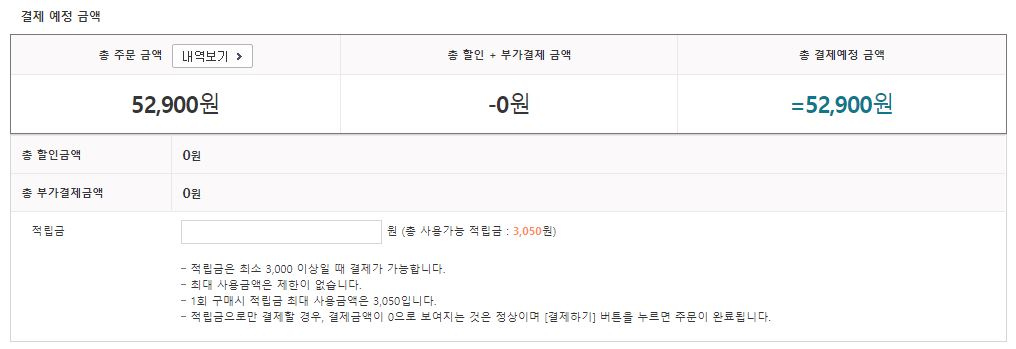 결제 예정 금액
총 주문 금액 내역보기 > 총 할인 + 부가결제 금액 총 결제예정 금액
52,900원 -0원 =52,900원
총 할인금액 0원
총 부가결제금액 0원
적립금 원 (총 사용가능 적립금 : 3,050원)
- 적립금은 최소 3,000 이상일 때 결제가 가능합니다.
- 최대 사용금액은 제한이 없습니다.
- 1회 구매시 적립금 최대 사용금액은 3,050입니다.
- 적립금으로만 결제할 경우, 결제금액이 0으로 보여지는 것은 정상이며 [결제하기] 버튼을 누르면 주문이 완료됩니다.